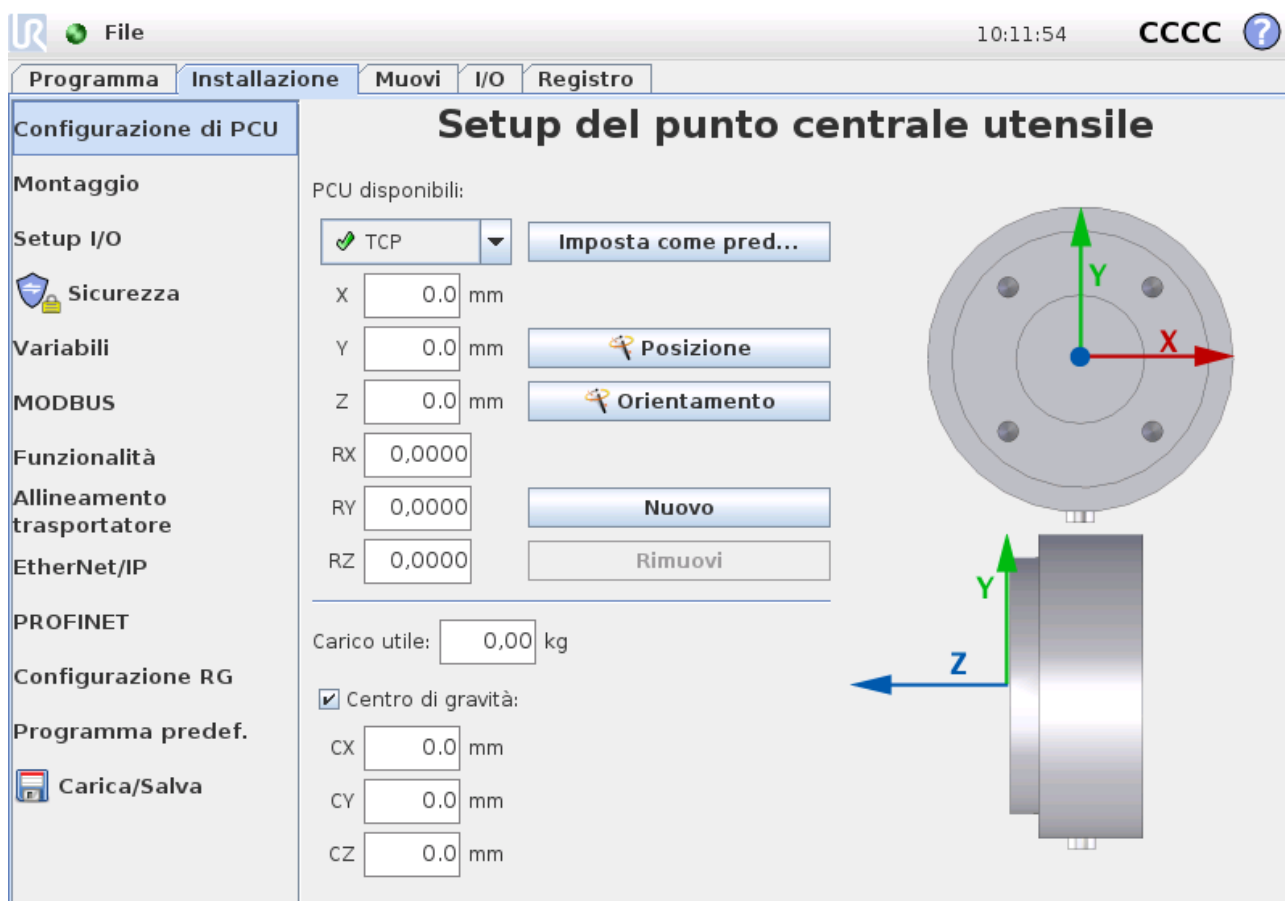 UR File 10:11:54 CCCC ?
Programma Installazione Muovi I/O Registro
Configurazione di PCU
Montaggio
Setup I/O
Sicurezza
Variabili
MODBUS
Funzionalità
Allineamento
trasportatore
EtherNet/IP
PROFINET
Configurazione RG
Programma predef.
Carica/Salva
Setup del punto centrale utensile
PCU disponibili:
TCP Imposta come pred...
X 0.0 mm
Y 0.0 mm Posizione
Z 0.0 mm Orientamento
RX 0,0000
RY 0,0000 Nuovo
RZ 0,0000 Rimuovi
Carico utile: 0,00 kg
Centro di gravità:
CX 0.0 mm
CY 0.0 mm
CZ 0.0 mm
Y
X
Y
Z